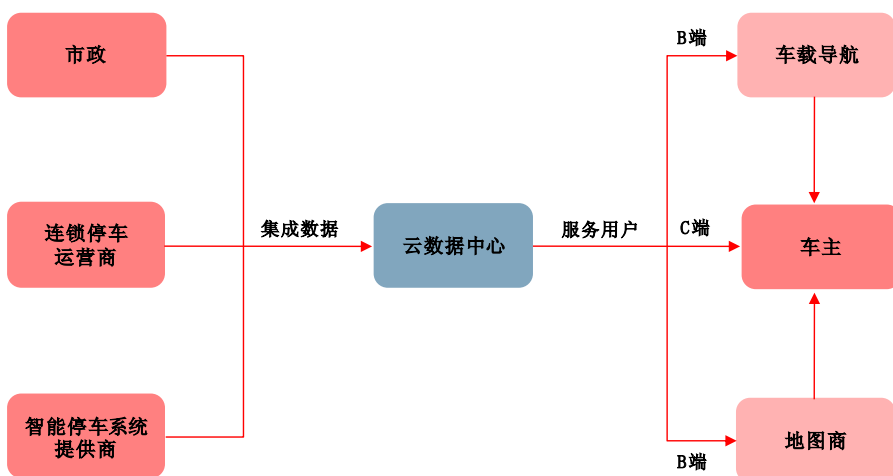 市政
连锁停车
运营商
智能停车系统
提供商
集成数据
云数据中心
服务用户
B端
C端
B端
车载导航
车主
地图商